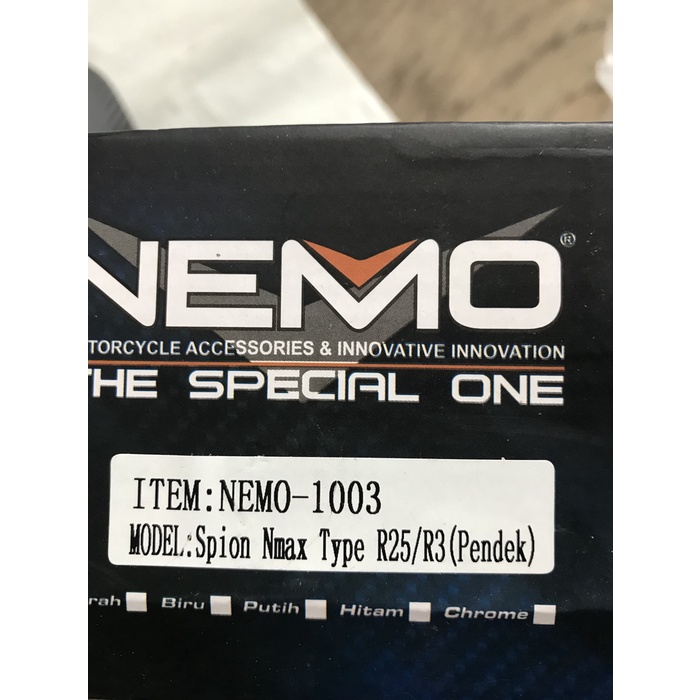 NEMO®
TORCYCLE ACCESSORIES & INNOVATIVE INNOVATION
THE SPECIAL ONE
ITEM:NEMO-1003
MODEL:Spion Nmax Type R25/R3(Pendek)
rah Biru Putih Hitam Chrome